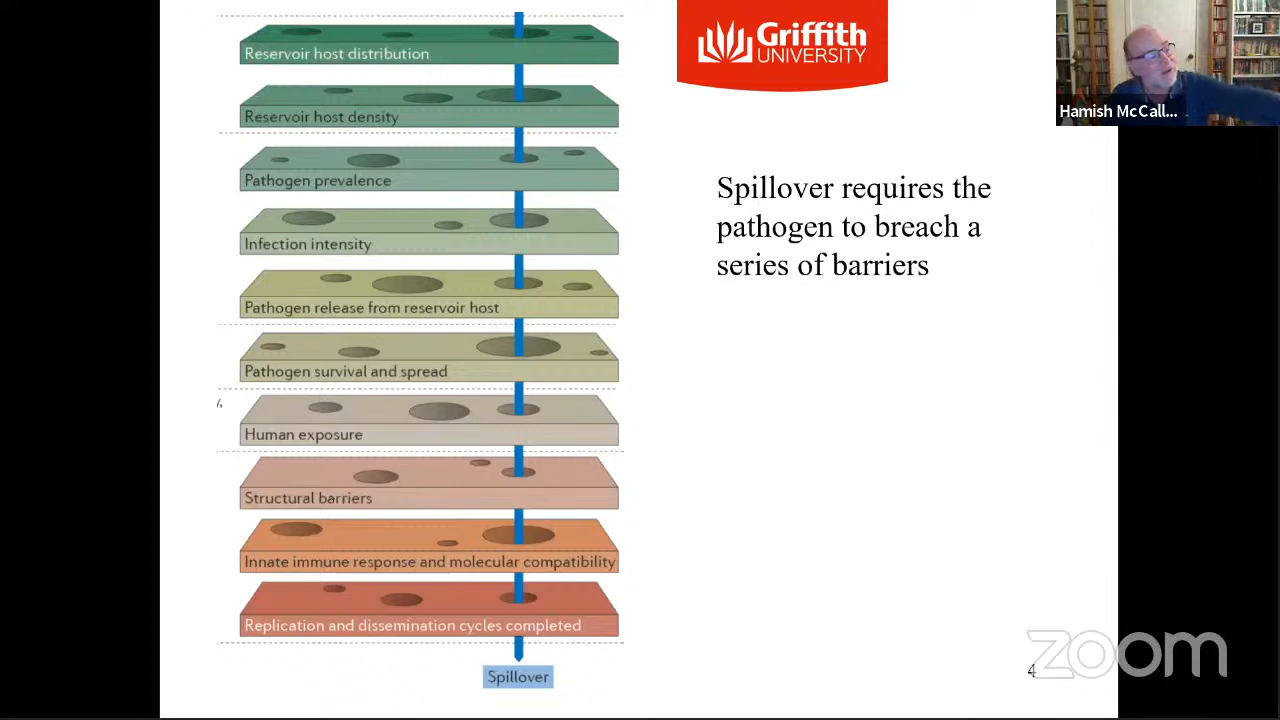 Reservoir host distribution
Reservoir host density
Pathogen prevalence
Infection intensity
Pathogen release from reservoir host
Pathogen survival and spread
Human exposure
Structural barriers
Innate immune response and molecular compatibility
Replication and dissemination cycles completed
Spillover
Griffith
UNIVERSITY
Spillover requires the
pathogen to breach a
series of barriers
Hamish McCall...
4
zoom